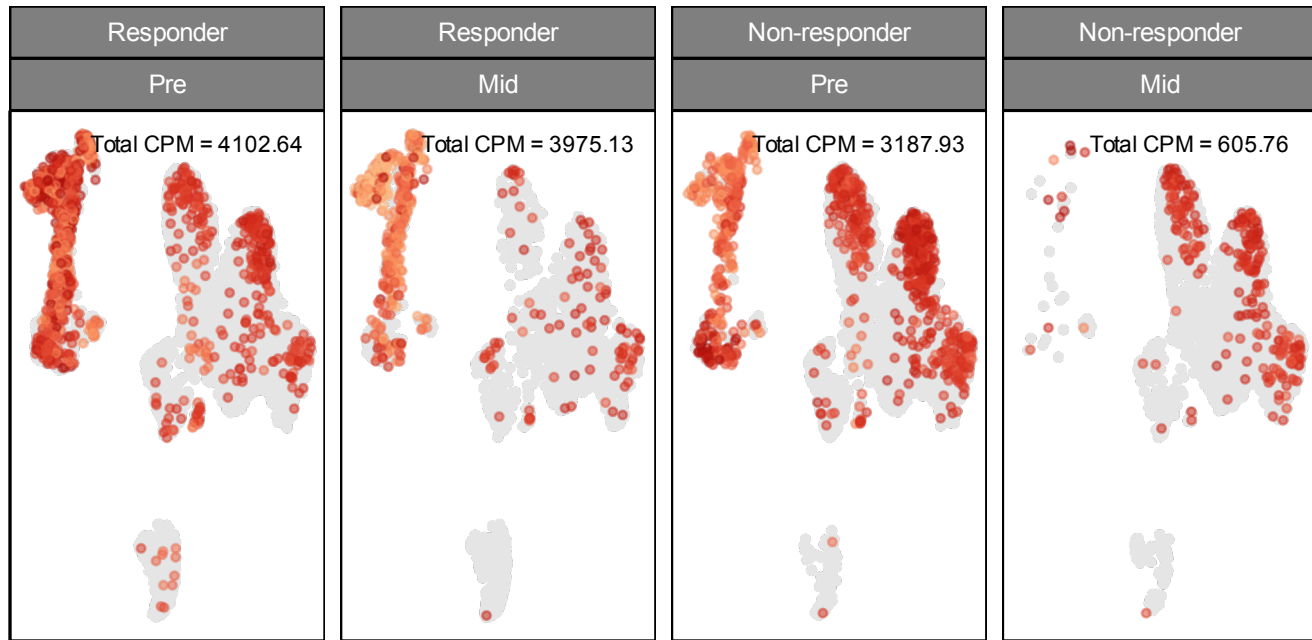 Responder
Responder
Non-responder
Non-responder
Pre
Mid
Pre
Mid
Total CPM = 4102.64
Total CPM = 3975.13
Total CPM = 3187.93
Total CPM = 605.76